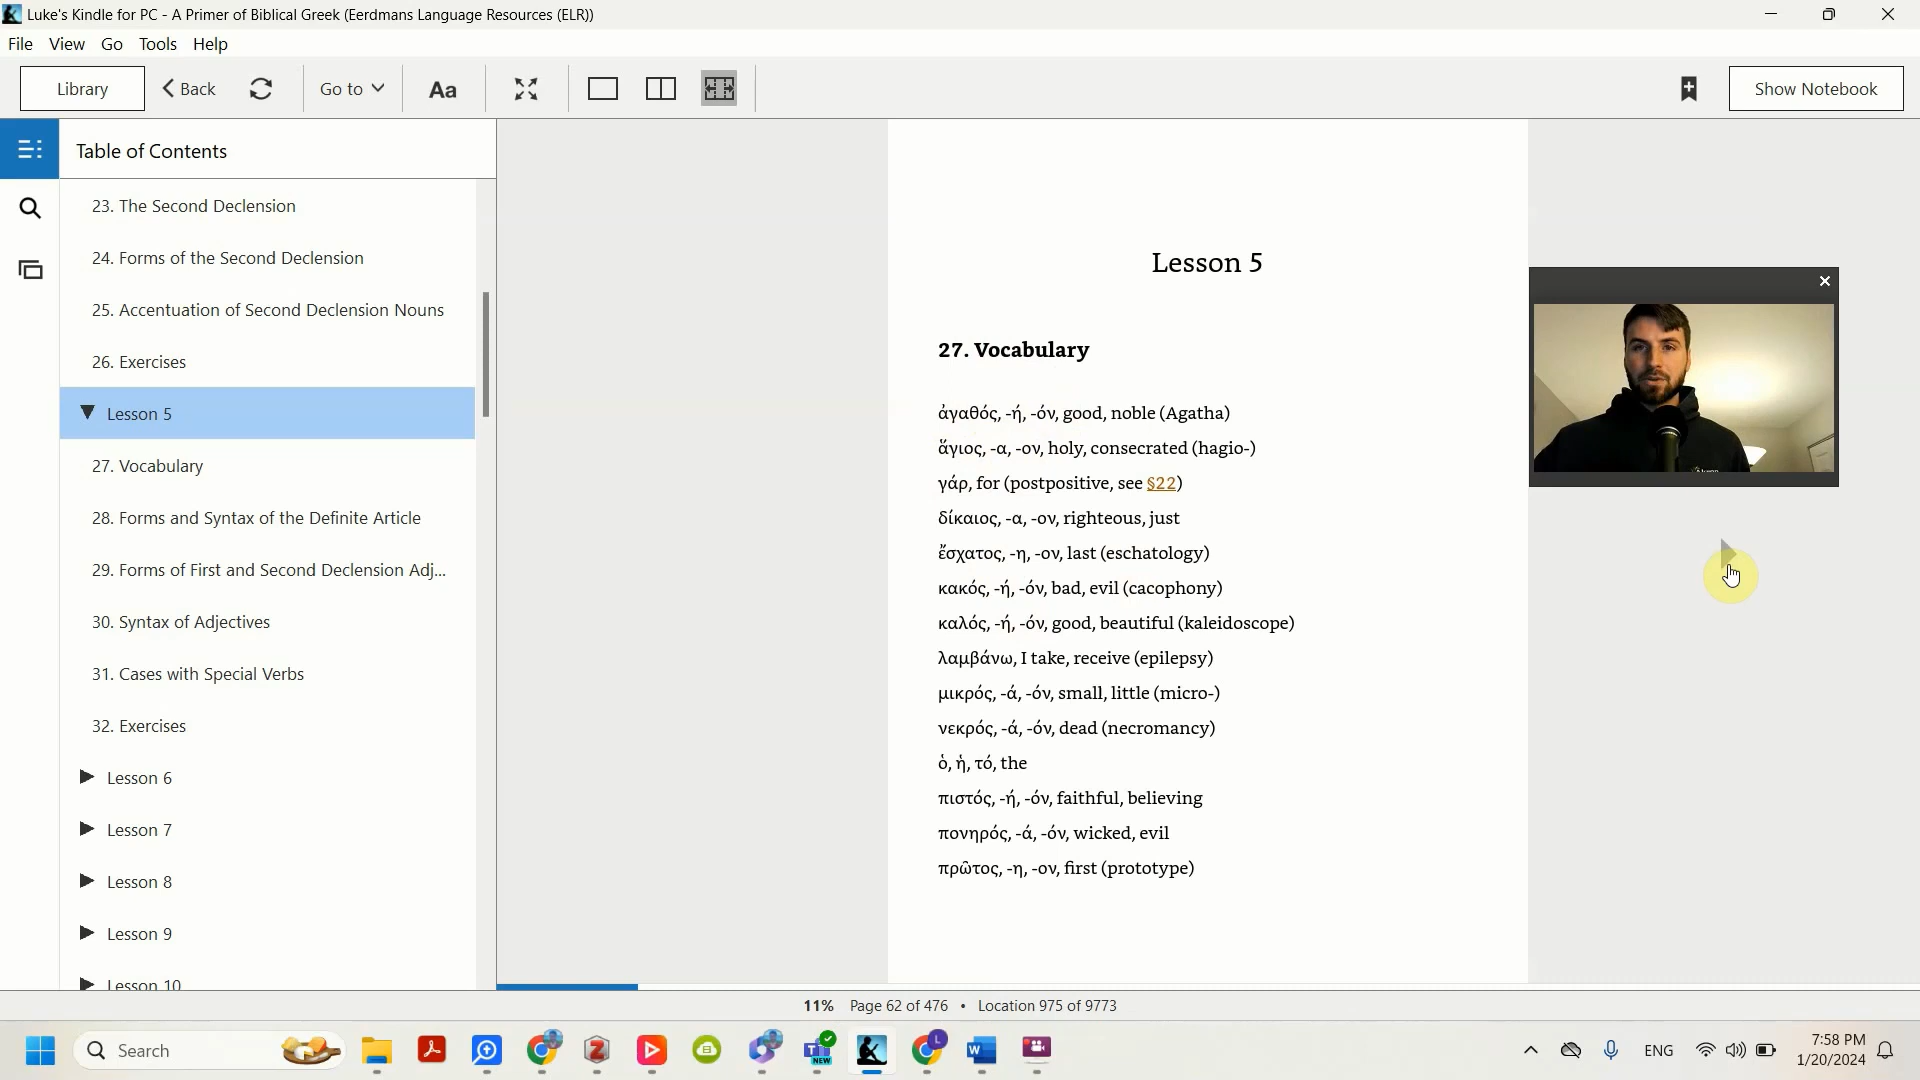 Luke's Kindle for PC - A Primer of Biblical Greek (Eerdmans Language Resources (ELR))
File View Go Tools Help
Library Back Go to Aa Show Notebook
Table of Contents
23. The Second Declension
24. Forms of the Second Declension
25. Accentuation of Second Declension Nouns
26. Exercises
Lesson 5
27. Vocabulary
28. Forms and Syntax of the Definite Article
29. Forms of First and Second Declension Adj...
30. Syntax of Adjectives
31. Cases with Special Verbs
32. Exercises
Lesson 6
Lesson 7
Lesson 8
Lesson 9
Lesson 10
Lesson 5
27. Vocabulary
ἀγαθός, -ή, -όν, good, noble (Agatha)
ἅγιος, -α, -ον, holy, consecrated (hagio-)
γάρ, for (postpositive, see §22)
δίκαιος, -α, -ον, righteous, just
ἔσχατος, -η, -ον, last (eschatology)
κακός, -ή, -όν, bad, evil (cacophony)
καλός, -ή, -όν, good, beautiful (kaleidoscope)
λαμβάνω, I take, receive (epilepsy)
μικρός, -ά, -όν, small, little (micro-)
νεκρός, -ά, -όν, dead (necromancy)
ὁ, ἡ, τό, the
πιστός, -ή, -όν, faithful, believing
πονηρός, -ά, -όν, wicked, evil
πρῶτος, -η, -ον, first (prototype)
11% Page 62 of 476 • Location 975 of 9773
Search
NEW
L
ENG
7:58 PM
1/20/2024